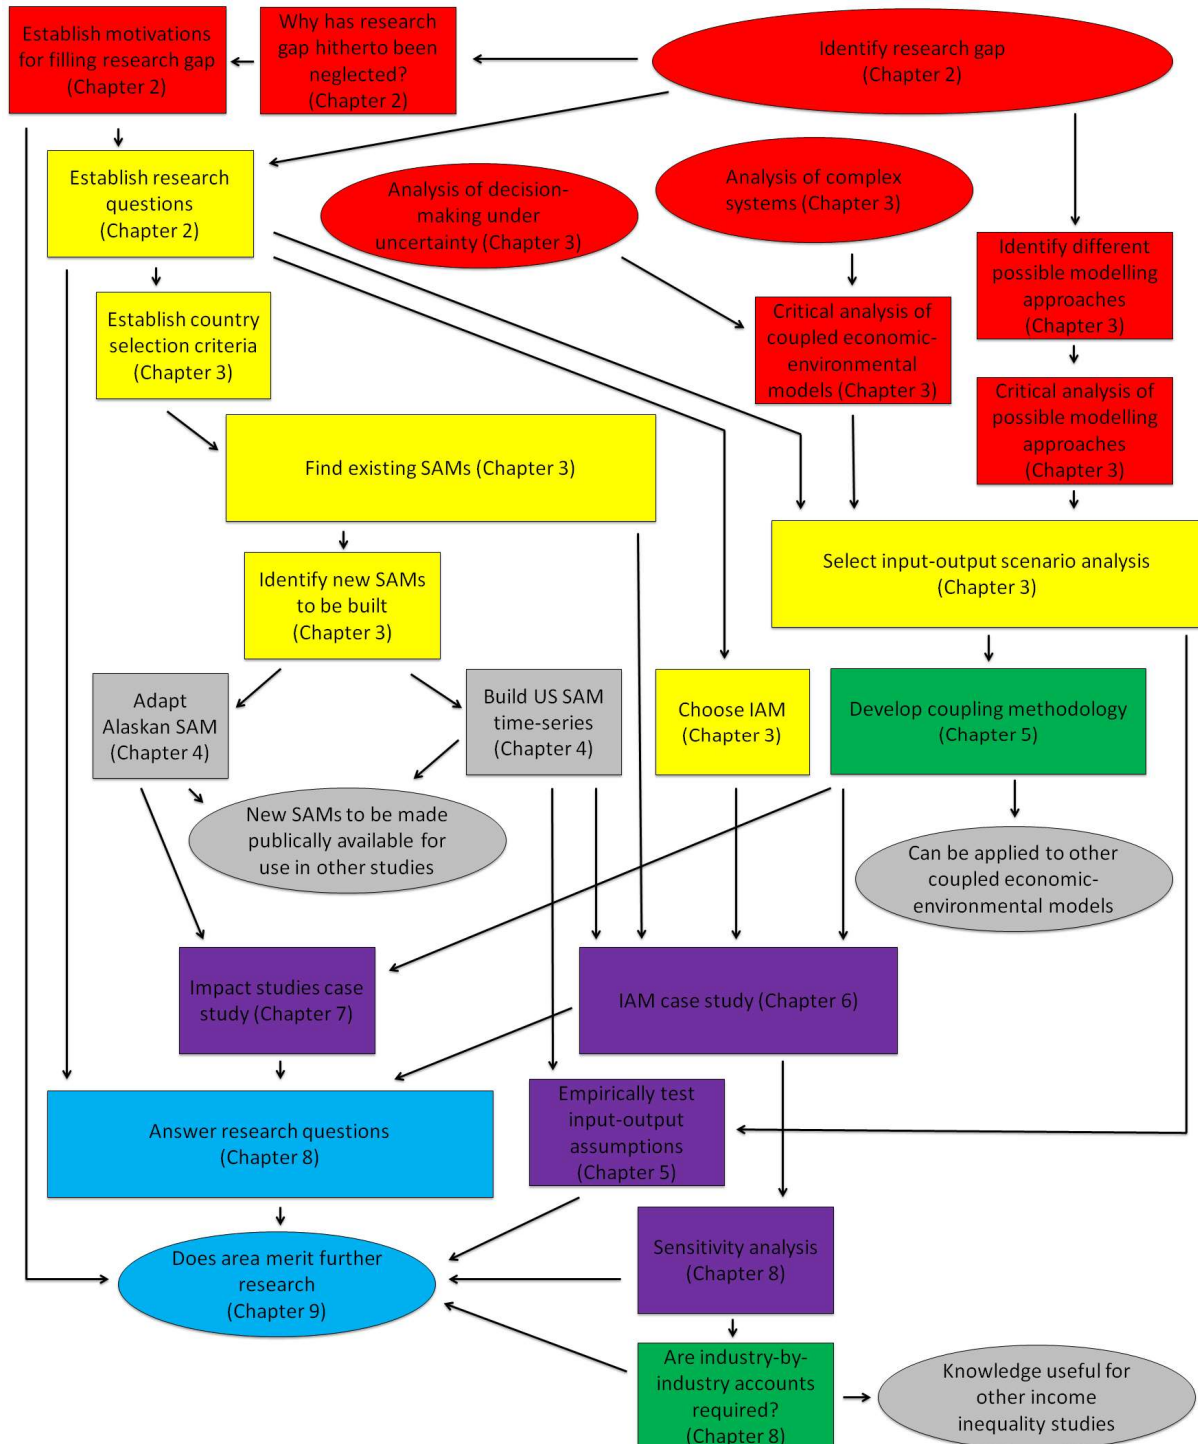 Establish motivations
for filling research gap
(Chapter 2)
Why has research
gap hitherto been
neglected?
(Chapter 2)
Identify research gap
(Chapter 2)
Establish research
questions
(Chapter 2)
Analysis of decision-
making under
uncertainty (Chapter 3)
Analysis of complex
systems (Chapter 3)
Identify different
possible modelling
approaches
(Chapter 3)
Establish country
selection criteria
(Chapter 3)
Critical analysis of
coupled economic-
environmental
models (Chapter 3)
Critical analysis of
possible modelling
approaches
(Chapter 3)
Find existing SAMs (Chapter 3)
Select input-output scenario analysis
(Chapter 3)
Identify new SAMs
to be built
(Chapter 3)
Adapt
Alaskan SAM
(Chapter 4)
Build US SAM
time-series
(Chapter 4)
Choose IAM
(Chapter 3)
Develop coupling methodology
(Chapter 5)
New SAMs to be made
publically available for
use in other studies
Can be applied to other
coupled economic-
environmental models
Impact studies case
study (Chapter 7)
IAM case study (Chapter 6)
Answer research questions
(Chapter 8)
Empirically test
input-output
assumptions
(Chapter 5)
Does area merit further
research
(Chapter 9)
Sensitivity analysis
(Chapter 8)
Are industry-by-
industry accounts
required?
(Chapter 8)
Knowledge useful for
other income
inequality studies